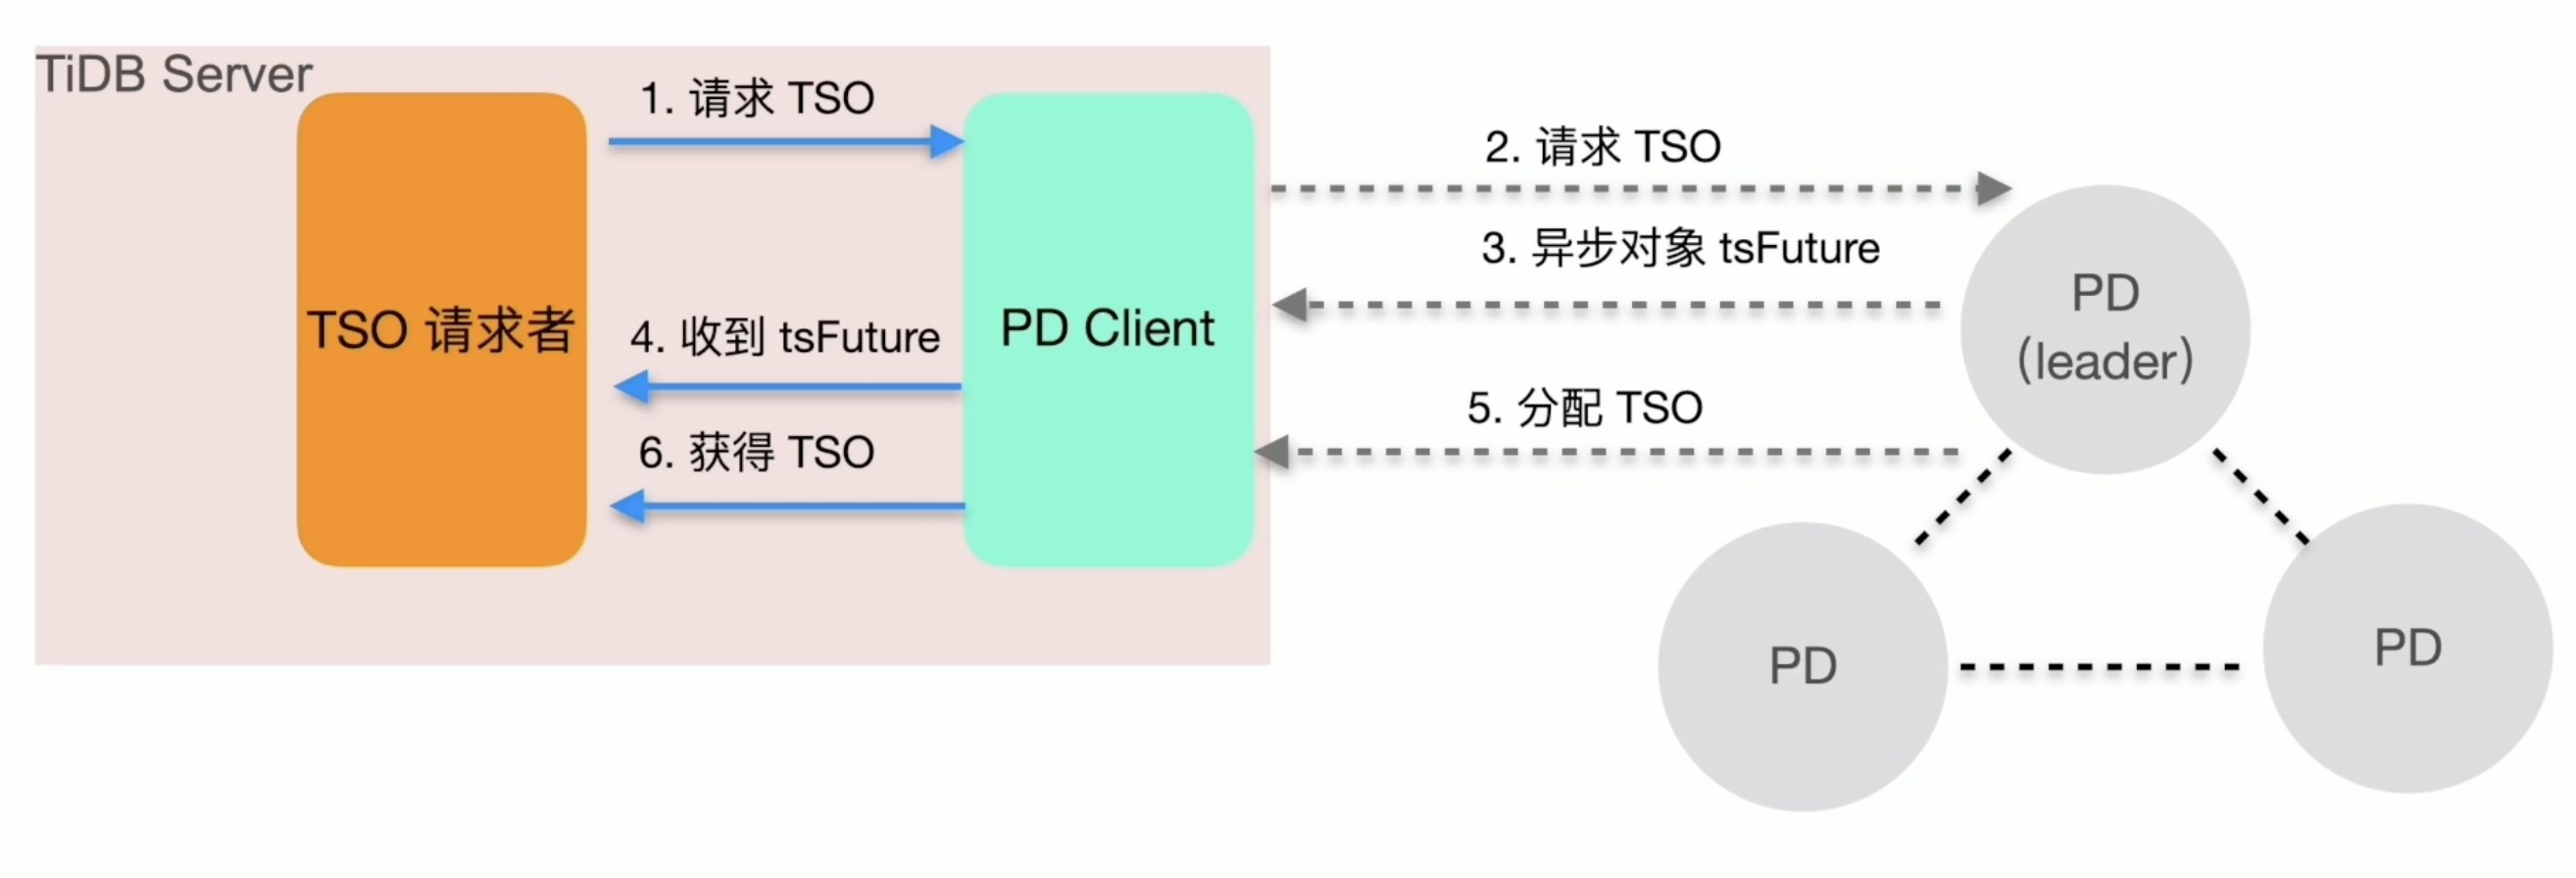 TiDB Server
1. 请求 TSO
2. 请求 TSO
3. 异步对象 tsFuture
PD
(leader)
TSO 请求者
4. 收到 tsFuture
PD Client
5. 分配 TSO
6. 获得 TSO
PD
PD